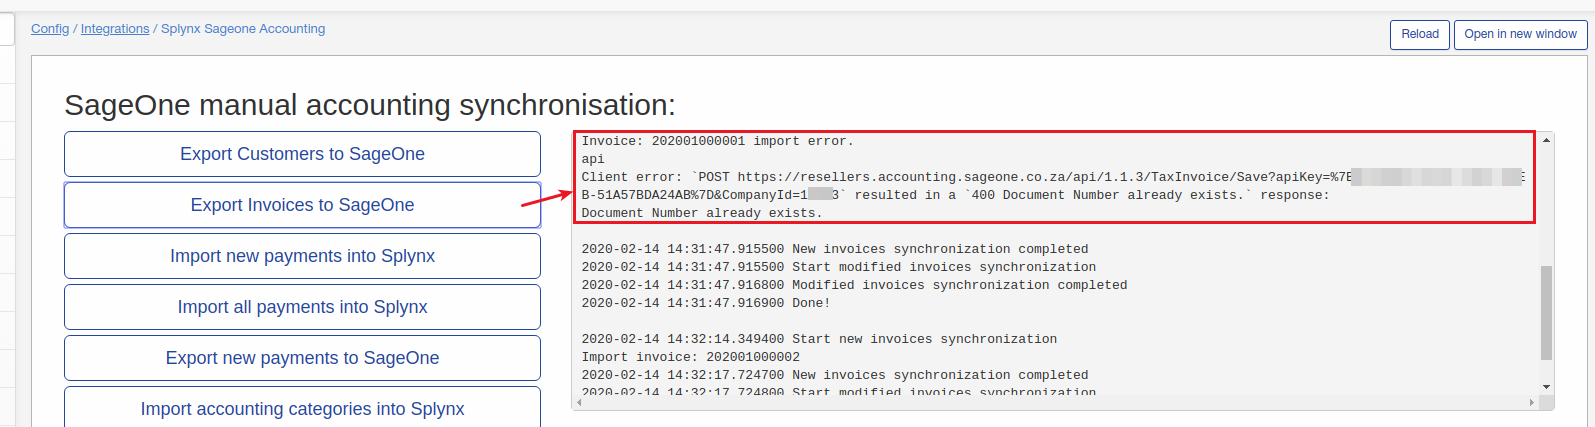 Config / Integrations / Splynx Sageone Accounting
Reload
Open in new window
SageOne manual accounting synchronisation:
Export Customers to SageOne
Export Invoices to SageOne
Import new payments into Splynx
Import all payments into Splynx
Export new payments to SageOne
Import accounting categories into Splynx
Invoice: 202001000001 import error.
api
Client error: `POST https://resellers.accounting.sageone.co.za/api/1.1.3/TaxInvoice/Save?apiKey=%7
B-51A57BDA24AB%7D&CompanyId=1 3` resulted in a `400 Document Number already exists.` response:
Document Number already exists.
2020-02-14 14:31:47.915500 New invoices synchronization completed
2020-02-14 14:31:47.915500 Start modified invoices synchronization
2020-02-14 14:31:47.916800 Modified invoices synchronization completed
2020-02-14 14:31:47.916900 Done!
2020-02-14 14:32:14.349400 Start new invoices synchronization
Import invoice: 202001000002
2020-02-14 14:32:17.724700 New invoices synchronization completed
2020-02-14 14:32:17.724800 Start modified invoices synchronization